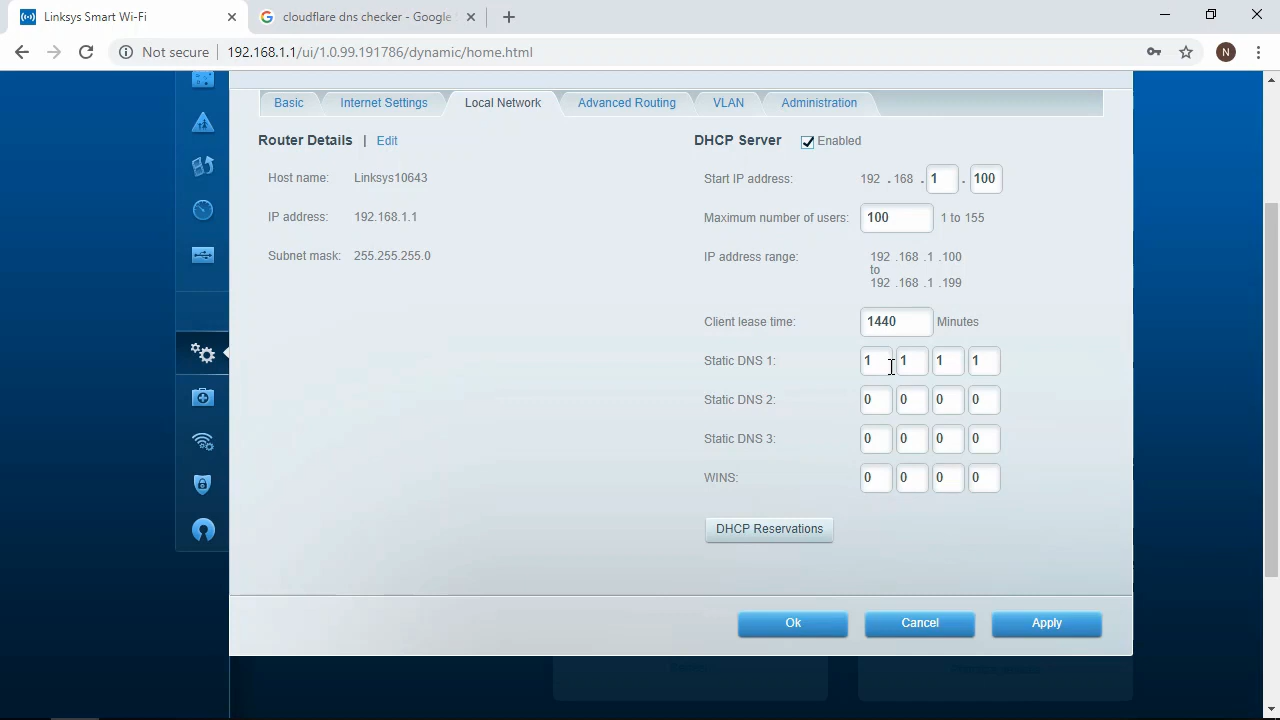 Linksys Smart Wi-Fi
cloudflare dns checker - Google
Not secure 192.168.1.1/ui/1.0.99.191786/dynamic/home.html
N
Basic Internet Settings Local Network Advanced Routing VLAN Administration
Router Details | Edit
Host name: Linksys10643
IP address: 192.168.1.1
Subnet mask: 255.255.255.0
DHCP Server Enabled
Start IP address: 192 . 168 . 1 . 100
Maximum number of users: 100 1 to 155
IP address range: 192 .168 .1 .100
to
192 .168 .1 .199
Client lease time: 1440 Minutes
Static DNS 1: 1 1 1 1
Static DNS 2: 0 0 0 0
Static DNS 3: 0 0 0 0
WINS: 0 0 0 0
DHCP Reservations
Ok Cancel Apply